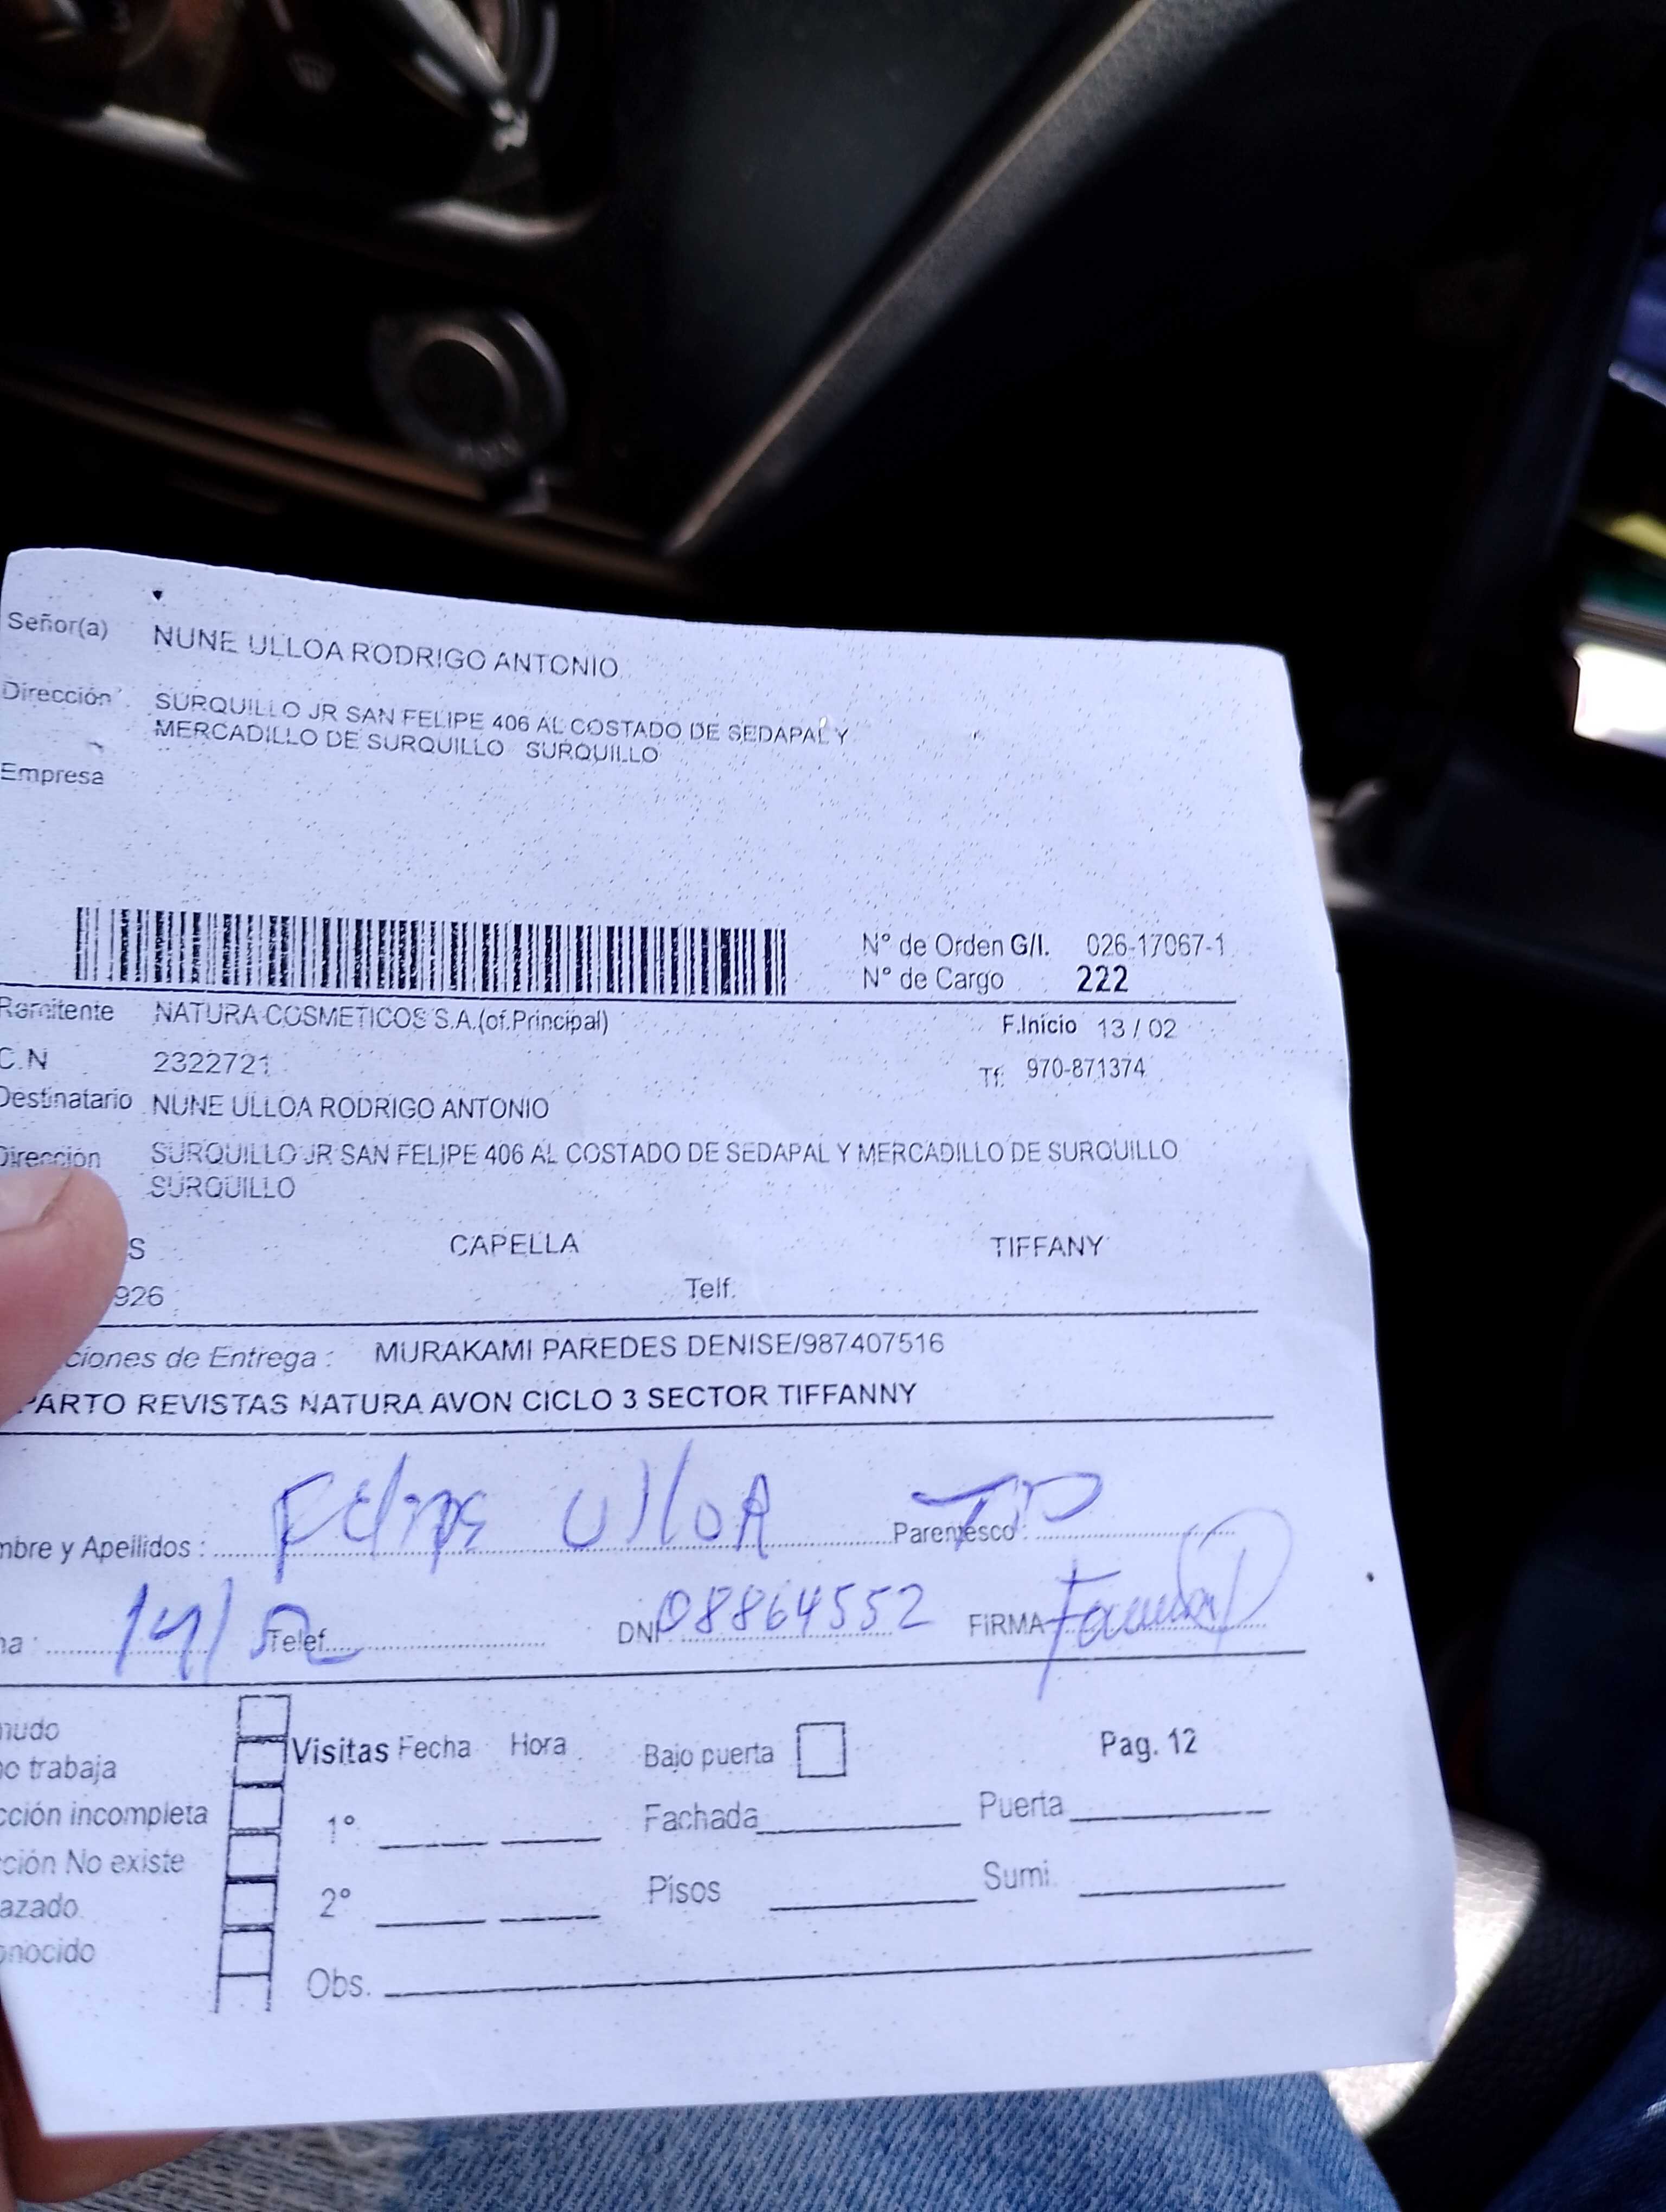 Señor(a) NUNE ULLOA RODRIGO ANTONIO
Dirección SURQUILLO JR SAN FELIPE 406 AL COSTADO DE SEDAPAL Y
MERCADILLO DE SURQUILLO SURQUILLO
Empresa
N° de Orden G/I. 026-17067-1
N° de Cargo 222
Remitente NATURA COSMETICOS S.A.(of.Principal) F.Inicio 13 / 02
C.N 2322721 Tf. 970-871374
Destinatario NUNE ULLOA RODRIGO ANTONIO
Dirección SURQUILLO JR SAN FELIPE 406 AL COSTADO DE SEDAPAL Y MERCADILLO DE SURQUILLO
SURQUILLO
S CAPELLA TIFFANY
926 Telf.
ciones de Entrega : MURAKAMI PAREDES DENISE/987407516
PARTO REVISTAS NATURA AVON CICLO 3 SECTOR TIFFANNY
mbre y Apellidos : Felipe UlloA Parentesco :
ha : 14/ Telef. DNI 08864552 FIRMA
nudo
Visitas Fecha Hora Bajo puerta Pag. 12
no trabaja
cción incompleta 1° Fachada Puerta
cción No existe
azado 2° Pisos Sumi.
onocido
Obs.